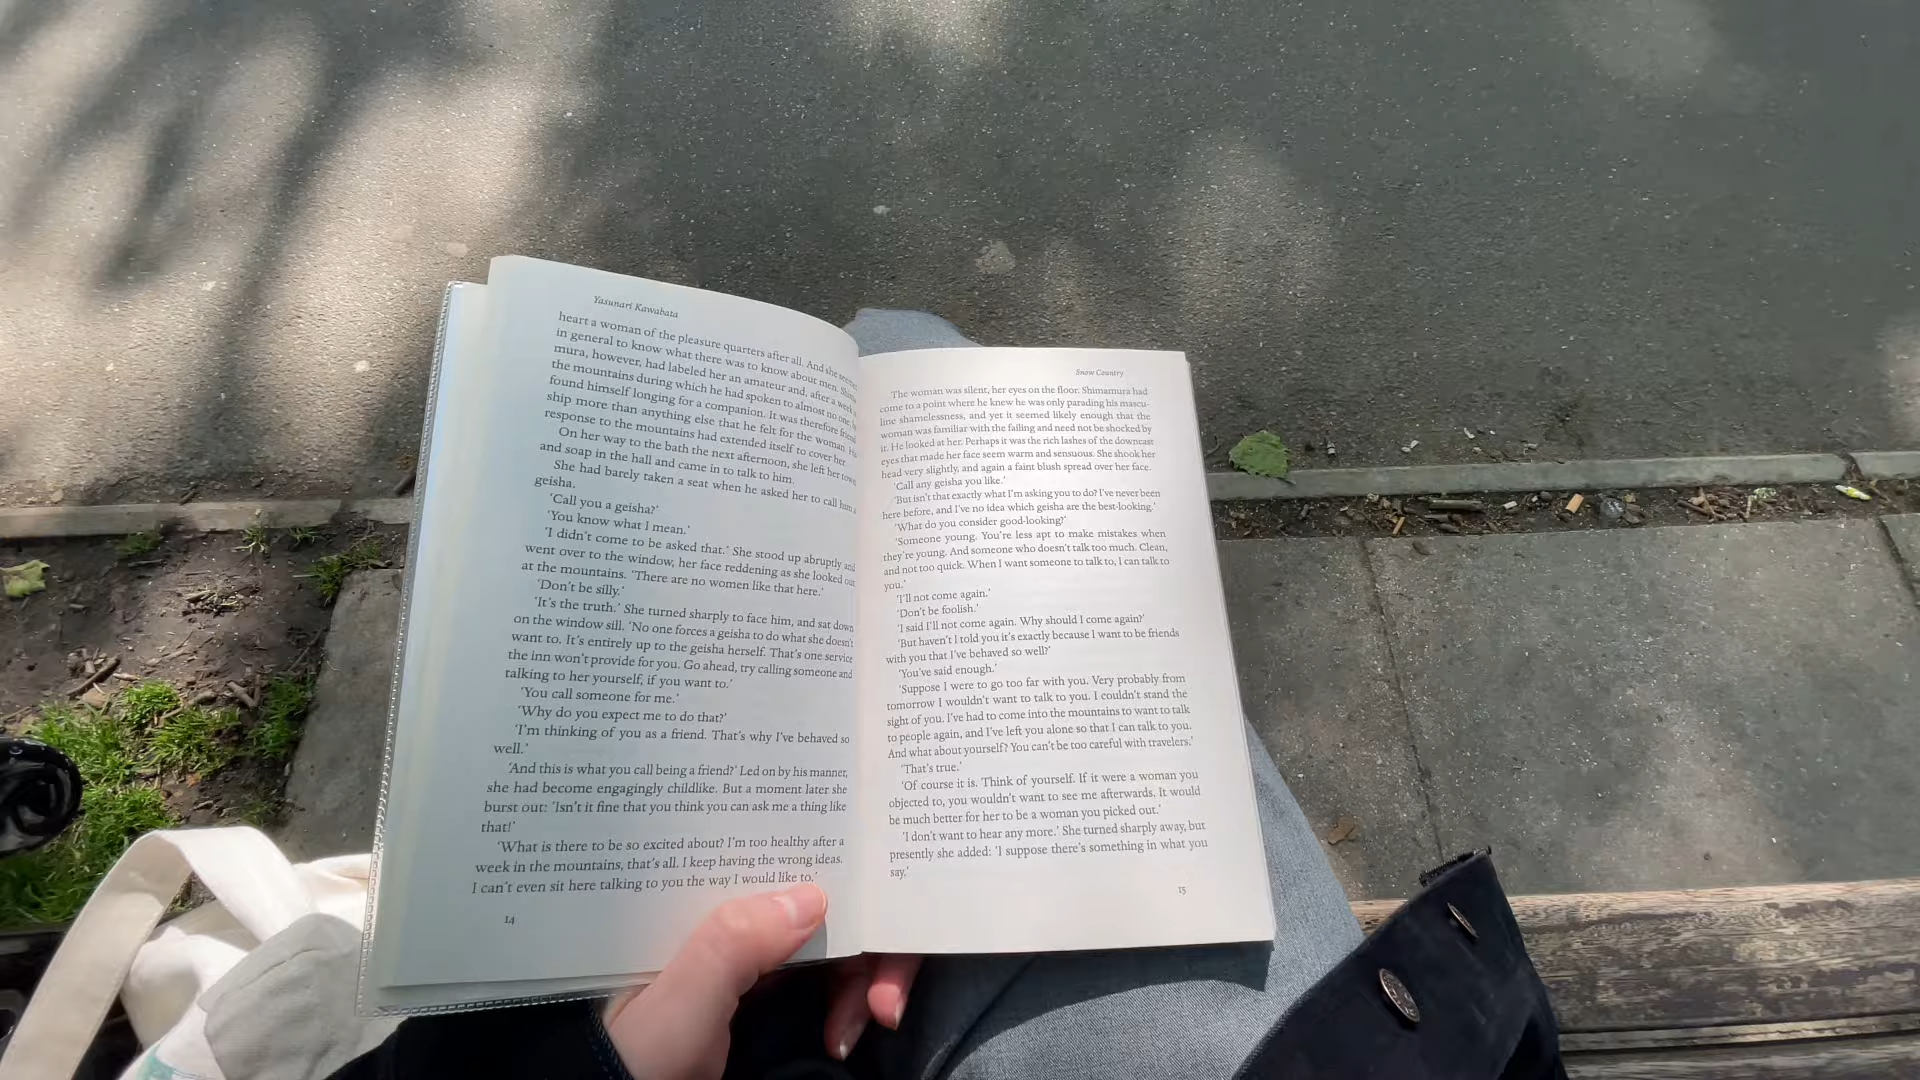 Yasunari Kawabata
heart a woman of the pleasure quarters after all. And she seemed
in general to know what there was to know about men. Shima-
mura, however, had labeled her an amateur and, after a week in
the mountains during which he had spoken to almost no one, he
found himself longing for a companion. It was therefore friend-
ship more than anything else that he felt for the woman. His
response to the mountains had extended itself to cover her.
On her way to the bath the next afternoon, she left her towel
and soap in the hall and came in to talk to him.
She had barely taken a seat when he asked her to call him a
geisha.
'Call you a geisha?'
'You know what I mean.'
'I didn't come to be asked that.' She stood up abruptly and
went over to the window, her face reddening as she looked out
at the mountains. 'There are no women like that here.'
'Don't be silly.'
'It's the truth.' She turned sharply to face him, and sat down
on the window sill. 'No one forces a geisha to do what she doesn't
want to. It's entirely up to the geisha herself. That's one service
the inn won't provide for you. Go ahead, try calling someone and
talking to her yourself, if you want to.'
'You call someone for me.'
'Why do you expect me to do that?'
'I'm thinking of you as a friend. That's why I've behaved so
well.'
'And this is what you call being a friend?' Led on by his manner,
she had become engagingly childlike. But a moment later she
burst out: 'Isn't it fine that you think you can ask me a thing like
that!'
'What is there to be so excited about? I'm too healthy after a
week in the mountains, that's all. I keep having the wrong ideas.
I can't even sit here talking to you the way I would like to.'
14
Snow Country
The woman was silent, her eyes on the floor. Shimamura had
come to a point where he knew he was only parading his mascu-
line shamelessness, and yet it seemed likely enough that the
woman was familiar with the failing and need not be shocked by
it. He looked at her. Perhaps it was the rich lashes of the downcast
eyes that made her face seem warm and sensuous. She shook her
head very slightly, and again a faint blush spread over her face.
'Call any geisha you like.'
'But isn't that exactly what I'm asking you to do? I've never been
here before, and I've no idea which geisha are the best-looking.'
'What do you consider good-looking?'
'Someone young. You're less apt to make mistakes when
they're young. And someone who doesn't talk too much. Clean,
and not too quick. When I want someone to talk to, I can talk to
you.'
'I'll not come again.'
'Don't be foolish.'
'I said I'll not come again. Why should I come again?'
'But haven't I told you it's exactly because I want to be friends
with you that I've behaved so well?'
'You've said enough.'
'Suppose I were to go too far with you. Very probably from
tomorrow I wouldn't want to talk to you. I couldn't stand the
sight of you. I've had to come into the mountains to want to talk
to people again, and I've left you alone so that I can talk to you.
And what about yourself? You can't be too careful with travelers.'
'That's true.'
'Of course it is. Think of yourself. If it were a woman you
objected to, you wouldn't want to see me afterwards. It would
be much better for her to be a woman you picked out.'
'I don't want to hear any more.' She turned sharply away, but
presently she added: 'I suppose there's something in what you
say.'
15